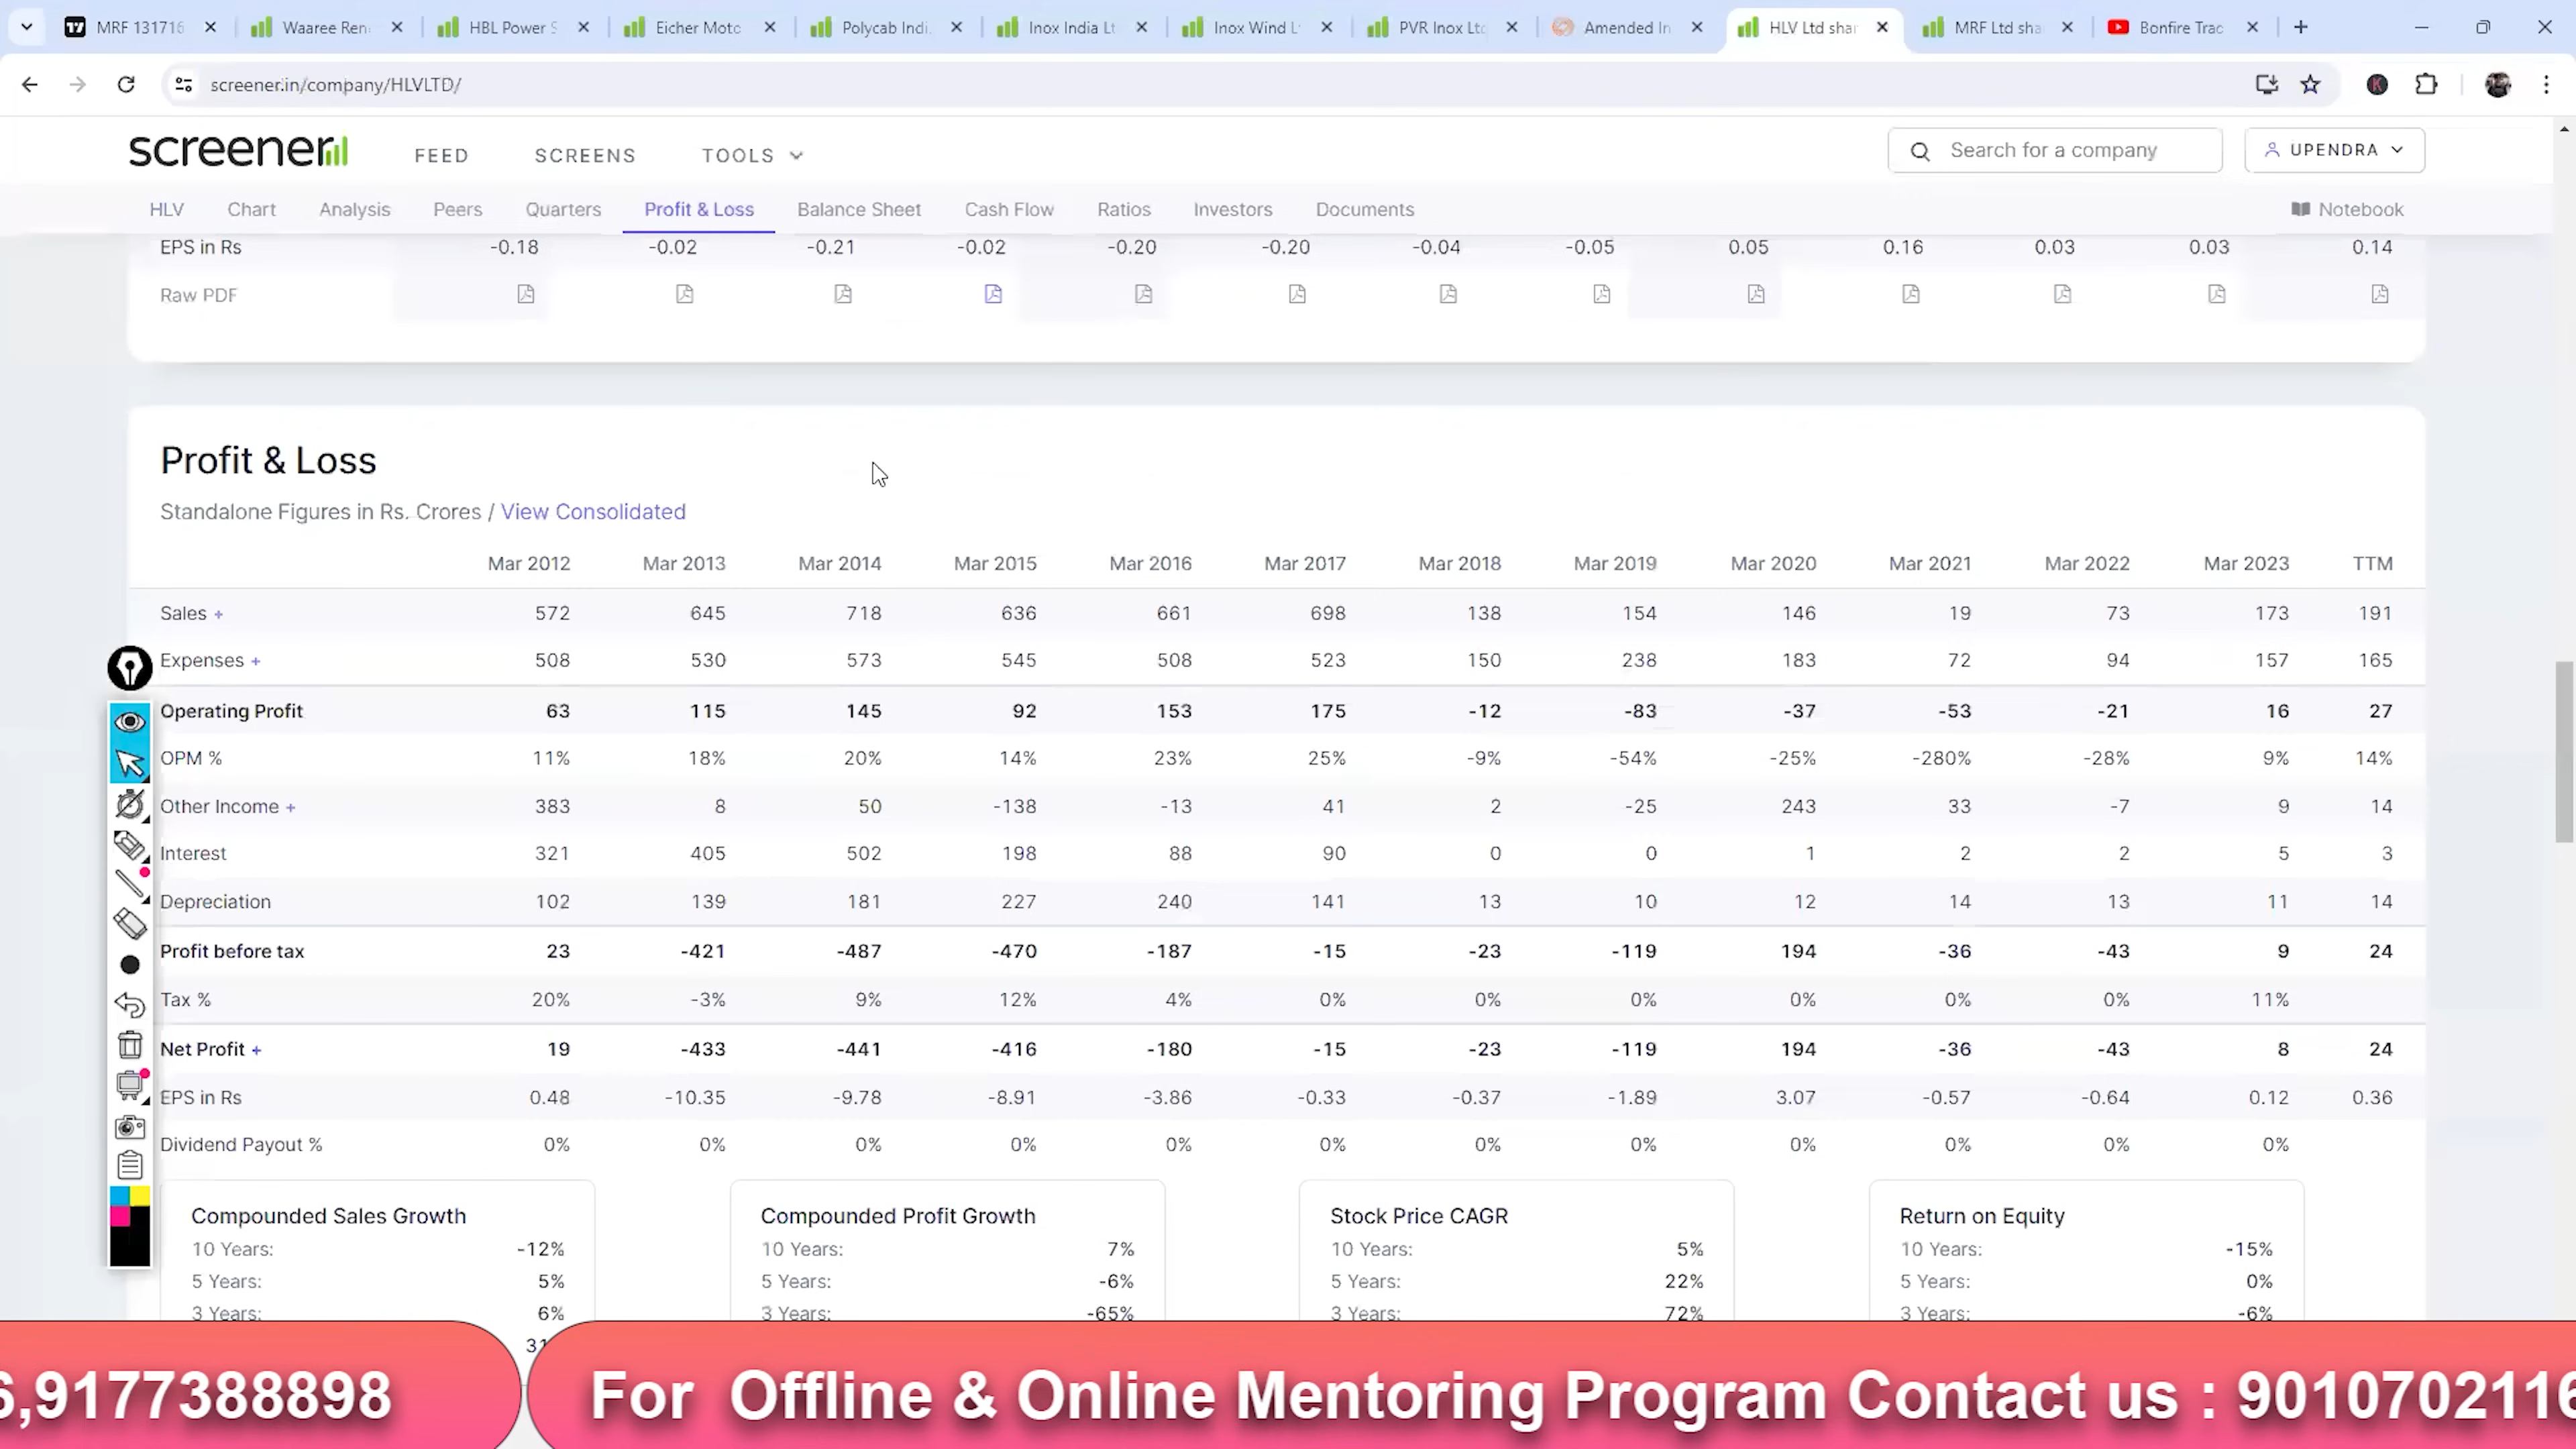 MRF 131716
Waaree Ren
HBL Power S
Eicher Moto
Polycab Indi
Inox India Lt
Inox Wind L
PVR Inox Ltd
Amended In
HLV Ltd shar
MRF Ltd sha
Bonfire Trac
screener.in/company/HLVLTD/
screener
FEED SCREENS TOOLS
Search for a company
UPENDRA
HLV Chart Analysis Peers Quarters Profit & Loss Balance Sheet Cash Flow Ratios Investors Documents Notebook
EPS in Rs -0.18 -0.02 -0.21 -0.02 -0.20 -0.20 -0.04 -0.05 0.05 0.16 0.03 0.03 0.14
Raw PDF
Profit & Loss
Standalone Figures in Rs. Crores / View Consolidated
Mar 2012 Mar 2013 Mar 2014 Mar 2015 Mar 2016 Mar 2017 Mar 2018 Mar 2019 Mar 2020 Mar 2021 Mar 2022 Mar 2023 TTM
Sales + 572 645 718 636 661 698 138 154 146 19 73 173 191
Expenses + 508 530 573 545 508 523 150 238 183 72 94 157 165
Operating Profit 63 115 145 92 153 175 -12 -83 -37 -53 -21 16 27
OPM % 11% 18% 20% 14% 23% 25% -9% -54% -25% -280% -28% 9% 14%
Other Income + 383 8 50 -138 -13 41 2 -25 243 33 -7 9 14
Interest 321 405 502 198 88 90 0 0 1 2 2 5 3
Depreciation 102 139 181 227 240 141 13 10 12 14 13 11 14
Profit before tax 23 -421 -487 -470 -187 -15 -23 -119 194 -36 -43 9 24
Tax % 20% -3% 9% 12% 4% 0% 0% 0% 0% 0% 0% 11%
Net Profit + 19 -433 -441 -416 -180 -15 -23 -119 194 -36 -43 8 24
EPS in Rs 0.48 -10.35 -9.78 -8.91 -3.86 -0.33 -0.37 -1.89 3.07 -0.57 -0.64 0.12 0.36
Dividend Payout % 0% 0% 0% 0% 0% 0% 0% 0% 0% 0% 0% 0%
Compounded Sales Growth
10 Years: -12%
5 Years: 5%
3 Years: 6%
Compounded Profit Growth
10 Years: 7%
5 Years: -6%
3 Years: -65%
Stock Price CAGR
10 Years: 5%
5 Years: 22%
3 Years: 72%
Return on Equity
10 Years: -15%
5 Years: 0%
3 Years: -6%
6,9177388898
For Offline & Online Mentoring Program Contact us : 9010702116